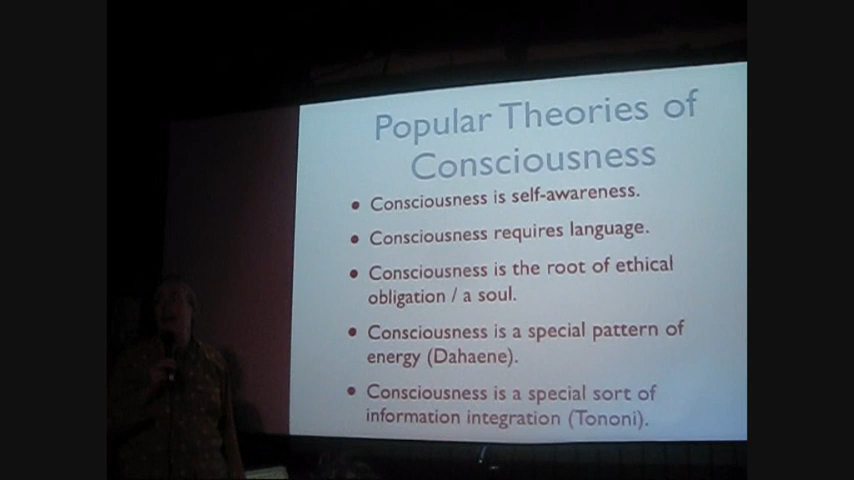 Popular Theories of
Consciousness
• Consciousness is self-awareness.
• Consciousness requires language.
• Consciousness is the root of ethical
obligation / a soul.
• Consciousness is a special pattern of
energy (Dahaene).
• Consciousness is a special sort of
information integration (Tononi).